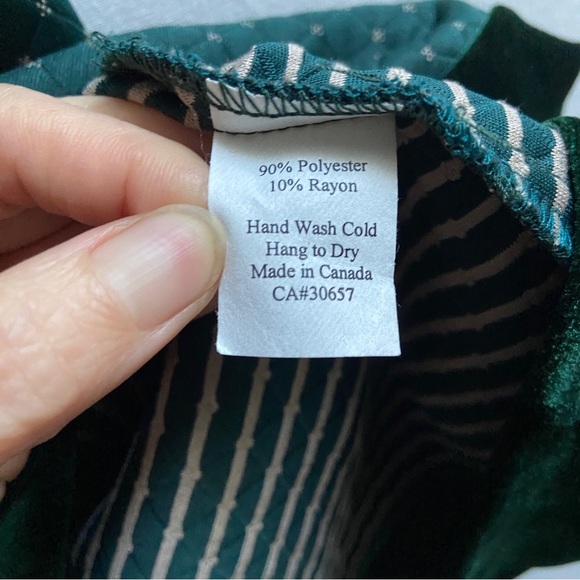 90% Polyester
10% Rayon
Hand Wash Cold
Hang to Dry
Made in Canada
CA#30657